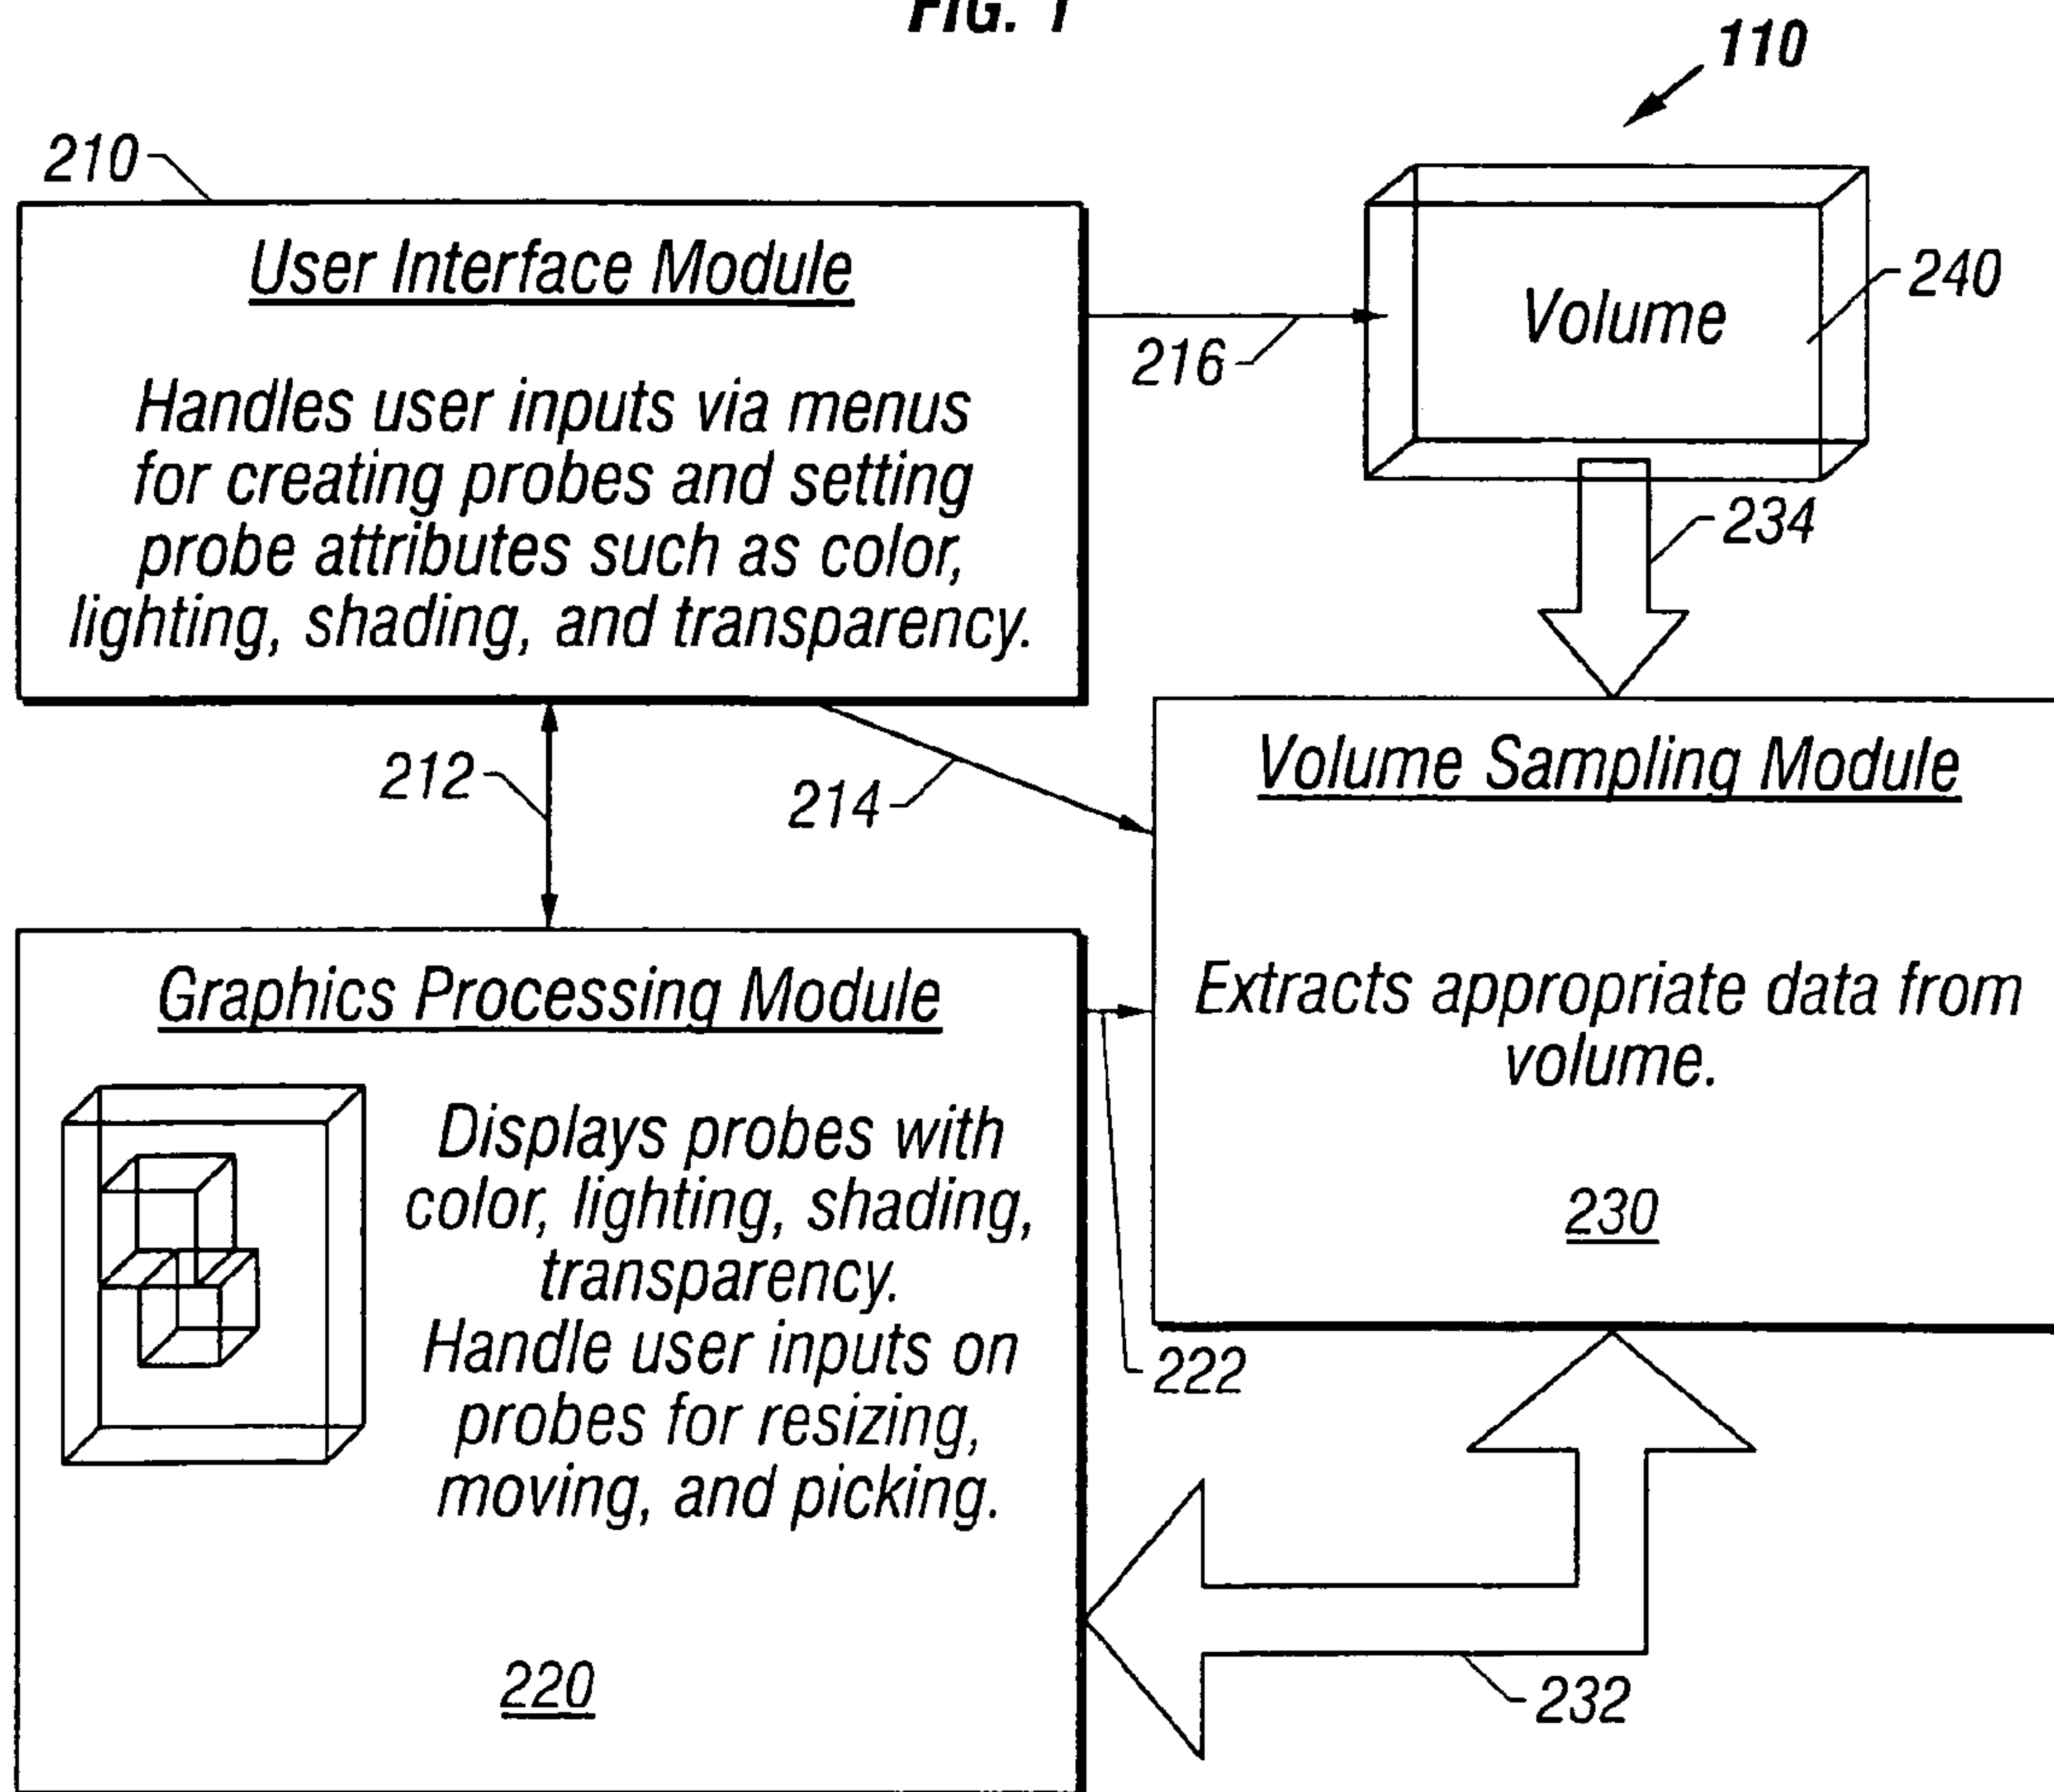 FIG. 1
110
210
User Interface Module
Handles user inputs via menus
for creating probes and setting
probe attributes such as color,
lighting, shading, and transparency.
Volume
240
216
234
212
214
Volume Sampling Module
Extracts appropriate data from
volume.
230
Graphics Processing Module
Displays probes with
color, lighting, shading,
transparency.
Handle user inputs on
probes for resizing,
moving, and picking.
220
222
232